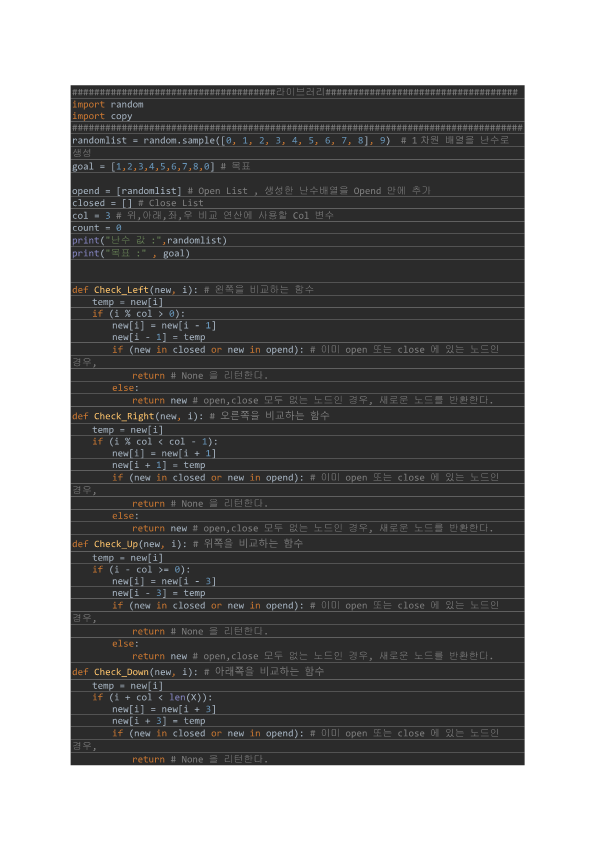 #####################################라이브러리###################################
import random
import copy
##################################################################################
randomlist = random.sample([0, 1, 2, 3, 4, 5, 6, 7, 8], 9)  # 1차원 배열을 난수로
생성
goal = [1,2,3,4,5,6,7,8,0] # 목표
opend = [randomlist] # Open List , 생성한 난수배열을 Opend 안에 추가
closed = [] # Close List
col = 3 # 위,아래,좌,우 비교 연산에 사용할 Col 변수
count = 0
print("난수 값 :",randomlist)
print("목표 :" , goal)
def Check_Left(new, i): # 왼쪽을 비교하는 함수
    temp = new[i]
    if (i % col > 0):
        new[i] = new[i - 1]
        new[i - 1] = temp
        if (new in closed or new in opend): # 이미 open 또는 close 에 있는 노드인
경우,
            return # None 을 리턴한다.
        else:
            return new # open,close 모두 없는 노드인 경우, 새로운 노드를 반환한다.
def Check_Right(new, i): # 오른쪽을 비교하는 함수
    temp = new[i]
    if (i % col < col - 1):
        new[i] = new[i + 1]
        new[i + 1] = temp
        if (new in closed or new in opend): # 이미 open 또는 close 에 있는 노드인
경우,
            return # None 을 리턴한다.
        else:
            return new # open,close 모두 없는 노드인 경우, 새로운 노드를 반환한다.
def Check_Up(new, i): # 위쪽을 비교하는 함수
    temp = new[i]
    if (i - col >= 0):
        new[i] = new[i - 3]
        new[i - 3] = temp
        if (new in closed or new in opend): # 이미 open 또는 close 에 있는 노드인
경우,
            return # None 을 리턴한다.
        else:
            return new # open,close 모두 없는 노드인 경우, 새로운 노드를 반환한다.
def Check_Down(new, i): # 아래쪽을 비교하는 함수
    temp = new[i]
    if (i + col < len(X)):
        new[i] = new[i + 3]
        new[i + 3] = temp
        if (new in closed or new in opend): # 이미 open 또는 close 에 있는 노드인
경우,
            return # None 을 리턴한다.